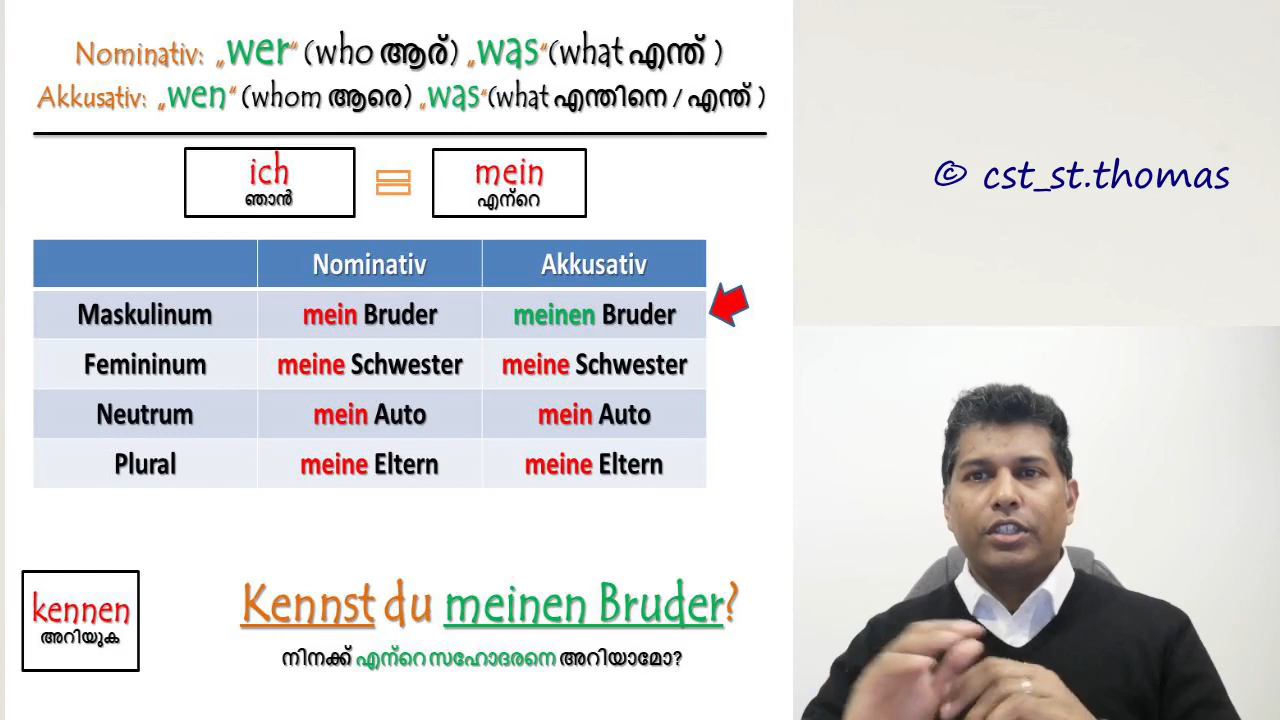 Nominativ: „wer“ (who ആര്) „was“(what എന്ത് )
Akkusativ: „wen“ (whom ആരെ) „was“(what എന്തിനെ / എന്ത് )
ich
ഞാൻ
mein
എന്റെ
© cst_st.thomas
Nominativ Akkusativ
Maskulinum mein Bruder meinen Bruder
Femininum meine Schwester meine Schwester
Neutrum mein Auto mein Auto
Plural meine Eltern meine Eltern
kennen
അറിയുക
Kennst du meinen Bruder?
നിനക്ക് എന്റെ സഹോദരനെ അറിയാമോ?